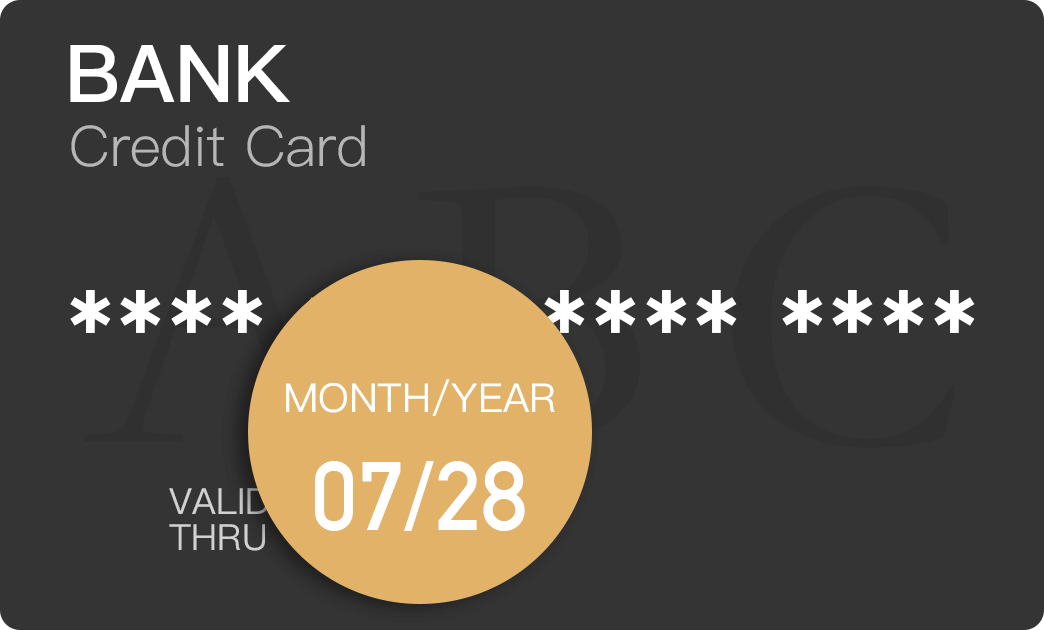 BANK
Credit Card
ABC
**** **** ****
MONTH/YEAR
07/28
VALID
THRU